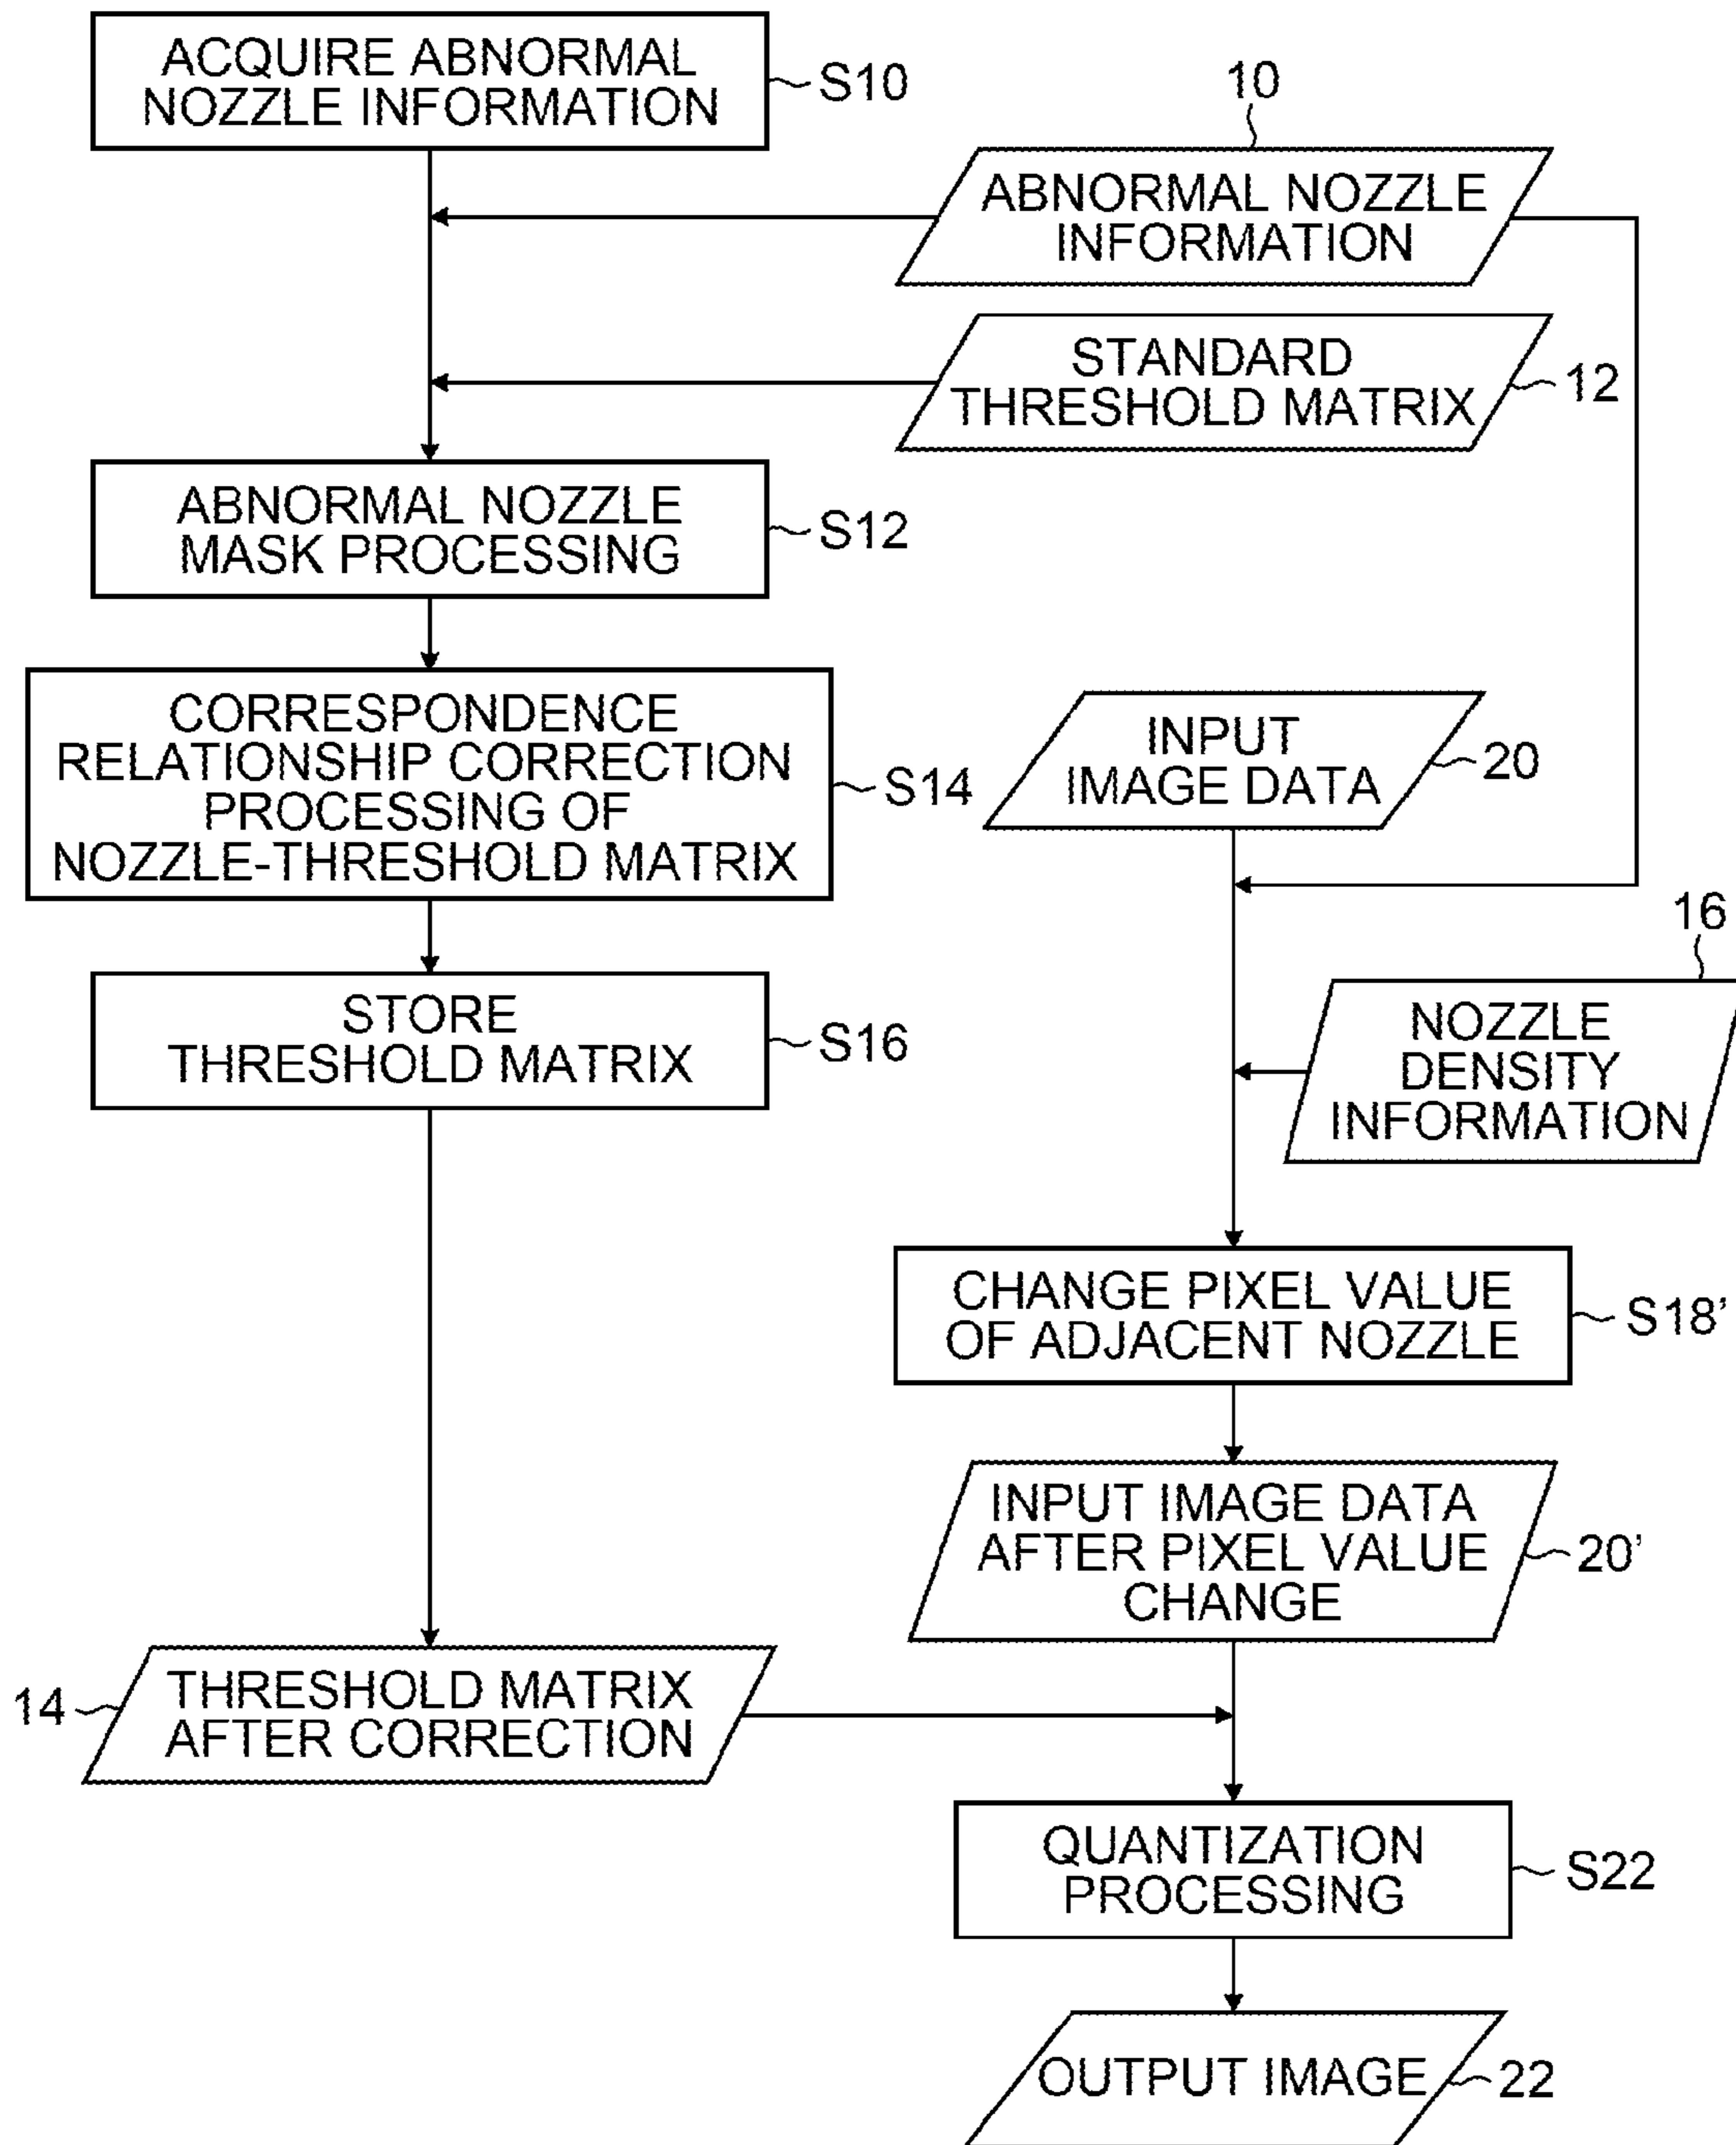 ACQUIRE ABNORMAL
NOZZLE INFORMATION
S10
10
ABNORMAL NOZZLE
INFORMATION
STANDARD
THRESHOLD MATRIX
12
ABNORMAL NOZZLE
MASK PROCESSING
S12
CORRESPONDENCE
RELATIONSHIP CORRECTION
PROCESSING OF
NOZZLE-THRESHOLD MATRIX
S14
INPUT
IMAGE DATA
20
16
NOZZLE
DENSITY
INFORMATION
STORE
THRESHOLD MATRIX
S16
CHANGE PIXEL VALUE
OF ADJACENT NOZZLE
S18’
INPUT IMAGE DATA
AFTER PIXEL VALUE
CHANGE
20’
14
THRESHOLD MATRIX
AFTER CORRECTION
QUANTIZATION
PROCESSING
S22
OUTPUT IMAGE
22